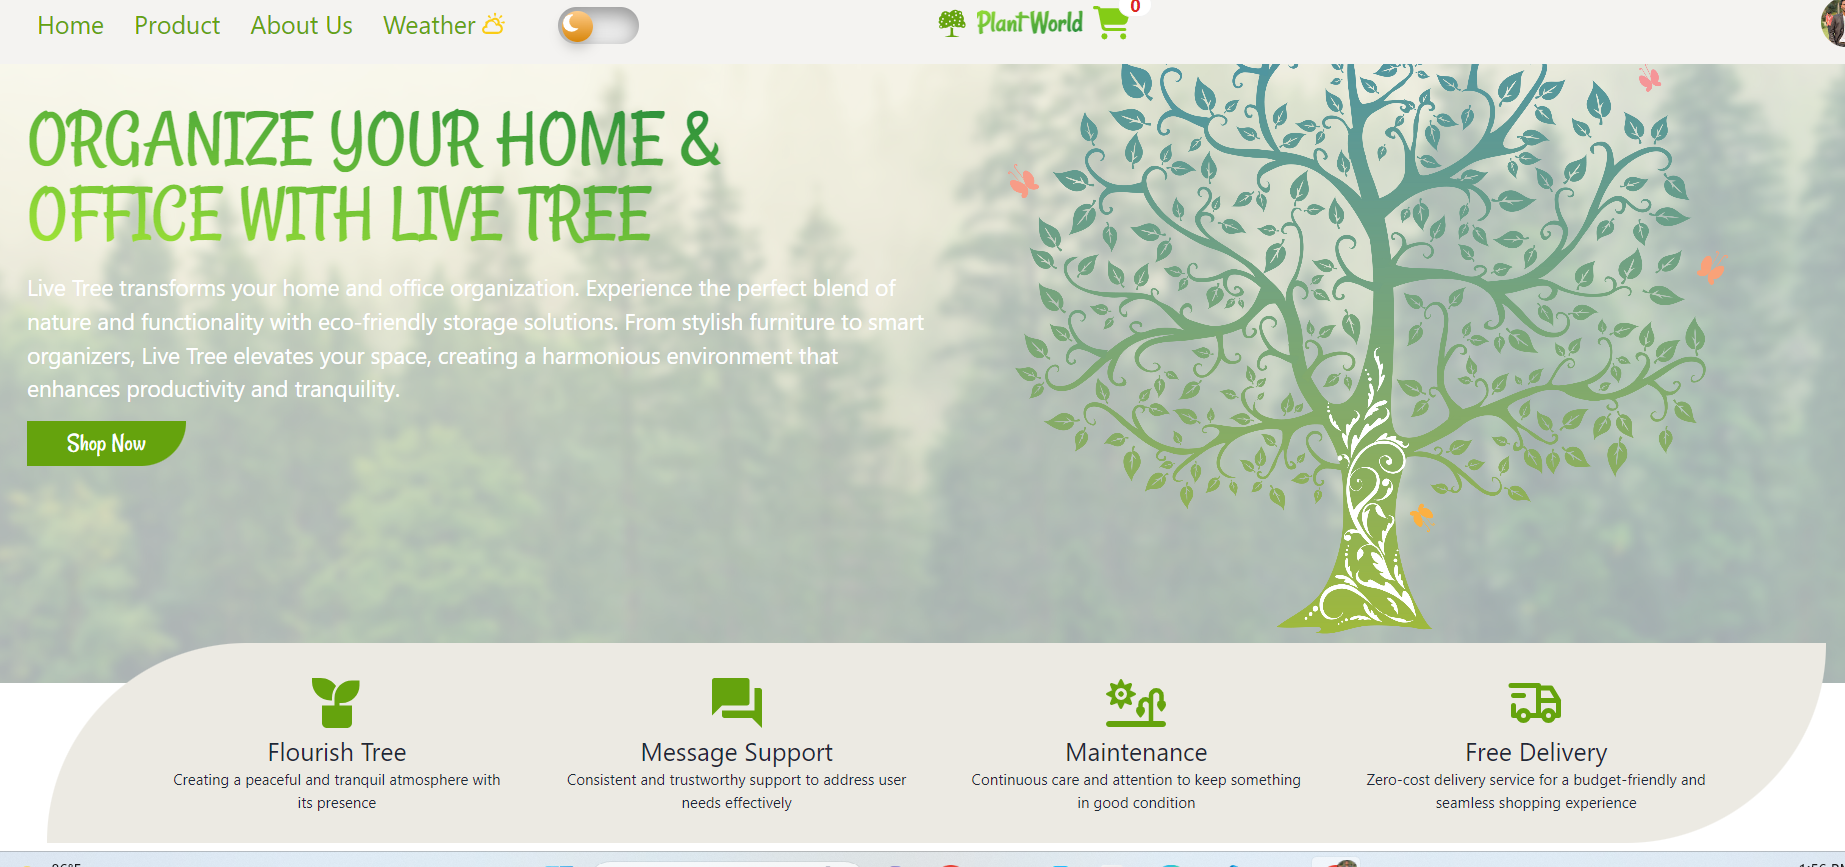 Home Product About Us Weather
Plant World 0
ORGANIZE YOUR HOME &
OFFICE WITH LIVE TREE
Live Tree transforms your home and office organization. Experience the perfect blend of
nature and functionality with eco-friendly storage solutions. From stylish furniture to smart
organizers, Live Tree elevates your space, creating a harmonious environment that
enhances productivity and tranquility.
Shop Now
Flourish Tree
Creating a peaceful and tranquil atmosphere with
its presence
Message Support
Consistent and trustworthy support to address user
needs effectively
Maintenance
Continuous care and attention to keep something
in good condition
Free Delivery
Zero-cost delivery service for a budget-friendly and
seamless shopping experience